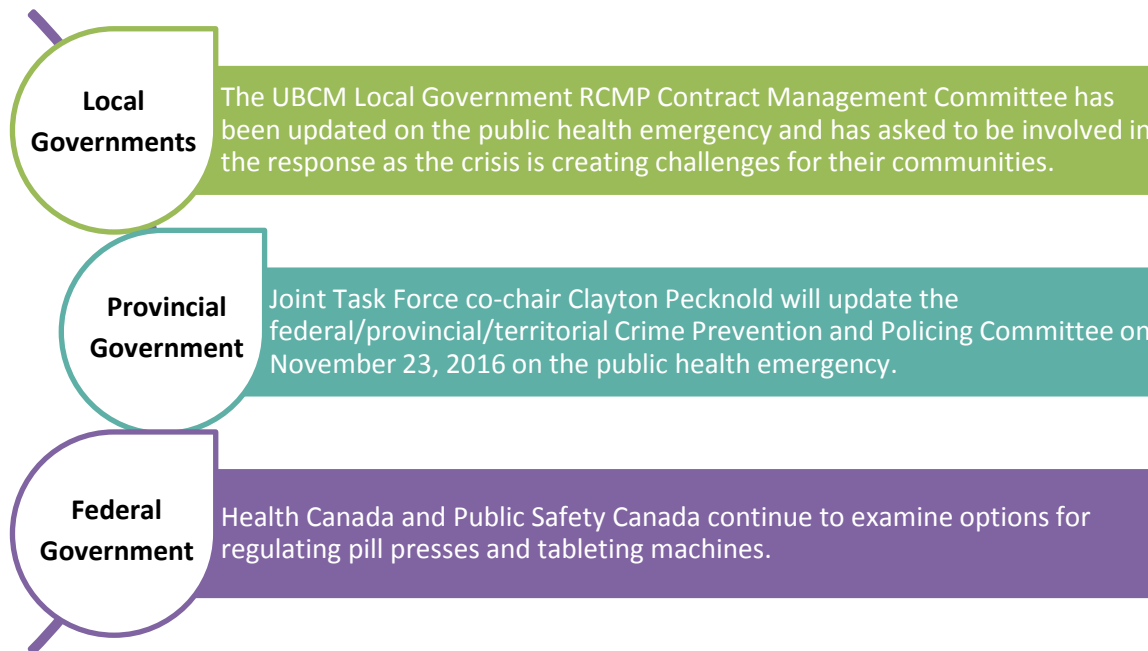 Local
Governments
The UBCM Local Government RCMP Contract Management Committee has
been updated on the public health emergency and has asked to be involved in
the response as the crisis is creating challenges for their communities.
Provincial
Government
Joint Task Force co-chair Clayton Pecknold will update the
federal/provincial/territorial Crime Prevention and Policing Committee on
November 23, 2016 on the public health emergency.
Federal
Government
Health Canada and Public Safety Canada continue to examine options for
regulating pill presses and tableting machines.